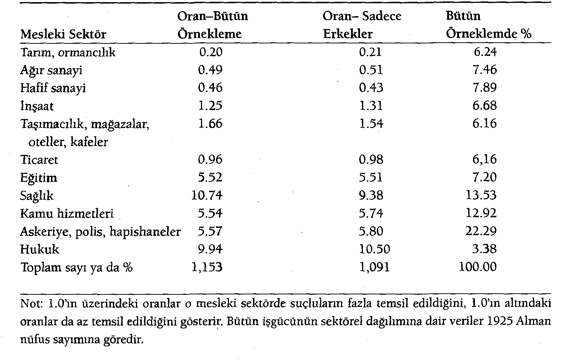 Oran–Bütün Oran– Sadece Bütün
Mesleki Sektör Örnekleme Erkekler Örneklemde %
Tarım, ormancılık 0.20 0.21 6.24
Ağır sanayi 0.49 0.51 7.46
Hafif sanayi 0.46 0.43 7.89
İnşaat 1.25 1.31 6.68
Taşımacılık, mağazalar, 1.66 1.54 6.16
oteller, kafeler
Ticaret 0.96 0.98 6,16
Eğitim 5.52 5.51 7.20
Sağlık 10.74 9.38 13.53
Kamu hizmetleri 5.54 5.74 12.92
Askeriye, polis, hapishaneler 5.57 5.80 22.29
Hukuk 9.94 10.50 3.38
Toplam sayı ya da % 1,153 1,091 100.00
Not: 1.0'ın üzerindeki oranlar o mesleki sektörde suçluların fazla temsil edildiğini, 1.0'ın altındaki
oranlar da az temsil edildiğini gösterir. Bütün işgücünün sektörel dağılımına dair veriler 1925 Alman
nüfus sayımına göredir.